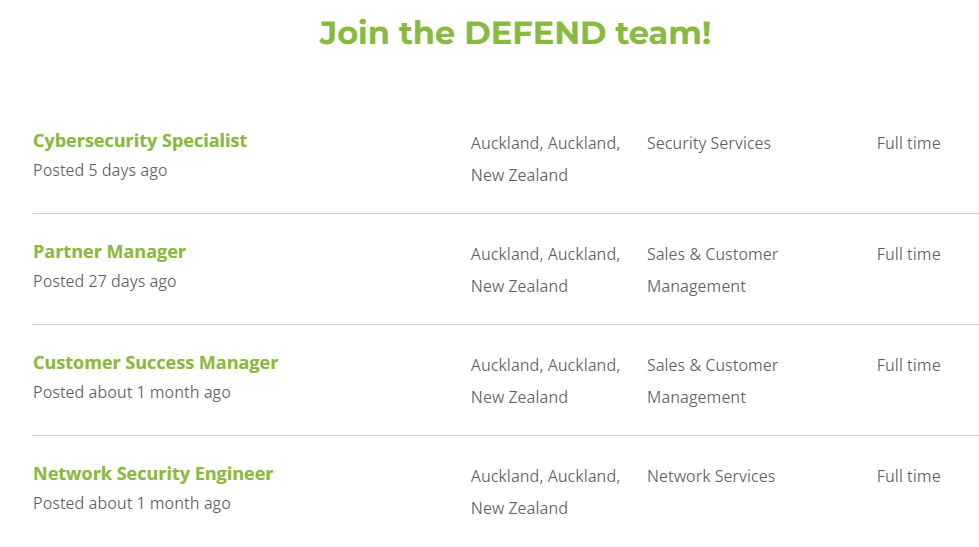 Join the DEFEND team!
Cybersecurity Specialist
Posted 5 days ago
Auckland, Auckland,
New Zealand
Security Services
Full time
Partner Manager
Posted 27 days ago
Auckland, Auckland,
New Zealand
Sales & Customer
Management
Full time
Customer Success Manager
Posted about 1 month ago
Auckland, Auckland,
New Zealand
Sales & Customer
Management
Full time
Network Security Engineer
Posted about 1 month ago
Auckland, Auckland,
New Zealand
Network Services
Full time